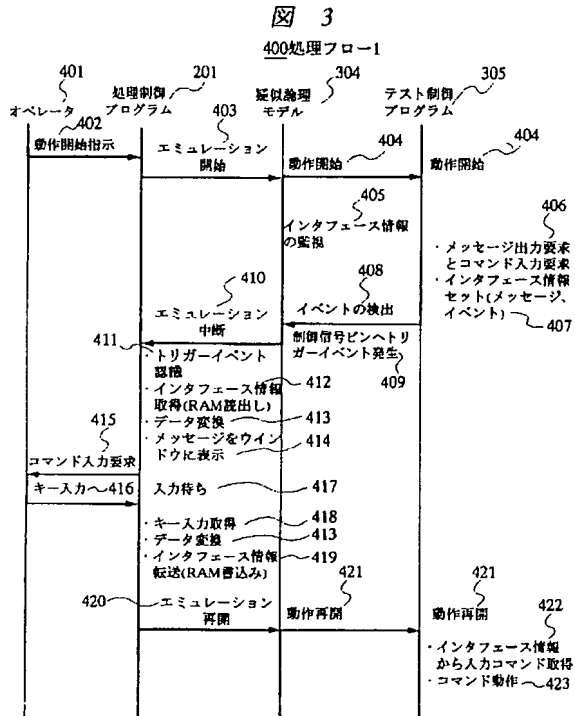 図 3
400処理フロー1
401
201
304
305
オペレータ
処理制御
プログラム
疑似論理
モデル
テスト制御
プログラム
402
動作開始指示
403
エミュレーション
開始
404
動作開始
404
動作開始
405
インタフェース情報
の監視
406
・メッセージ出力要求
とコマンド入力要求
・インタフェース情報
セット(メッセージ、
イベント)
407
408
イベントの検出
制御信号ピンへトリ
ガーイベント発生
409
410
エミュレーション
中断
411
・トリガーイベント
認識
・インタフェース情報 412
取得(RAM読出し)
・データ変換 413
・メッセージをウイン 414
ドウに表示
415
コマンド入力要求
キー入力 416
入力待ち 417
・キー入力取得 418
・データ変換 413
・インタフェース情報 419
転送(RAM書込み)
420
エミュレーション
再開
421
動作再開
421
動作再開
422
・インタフェース情報
から入力コマンド取得
・コマンド動作 423